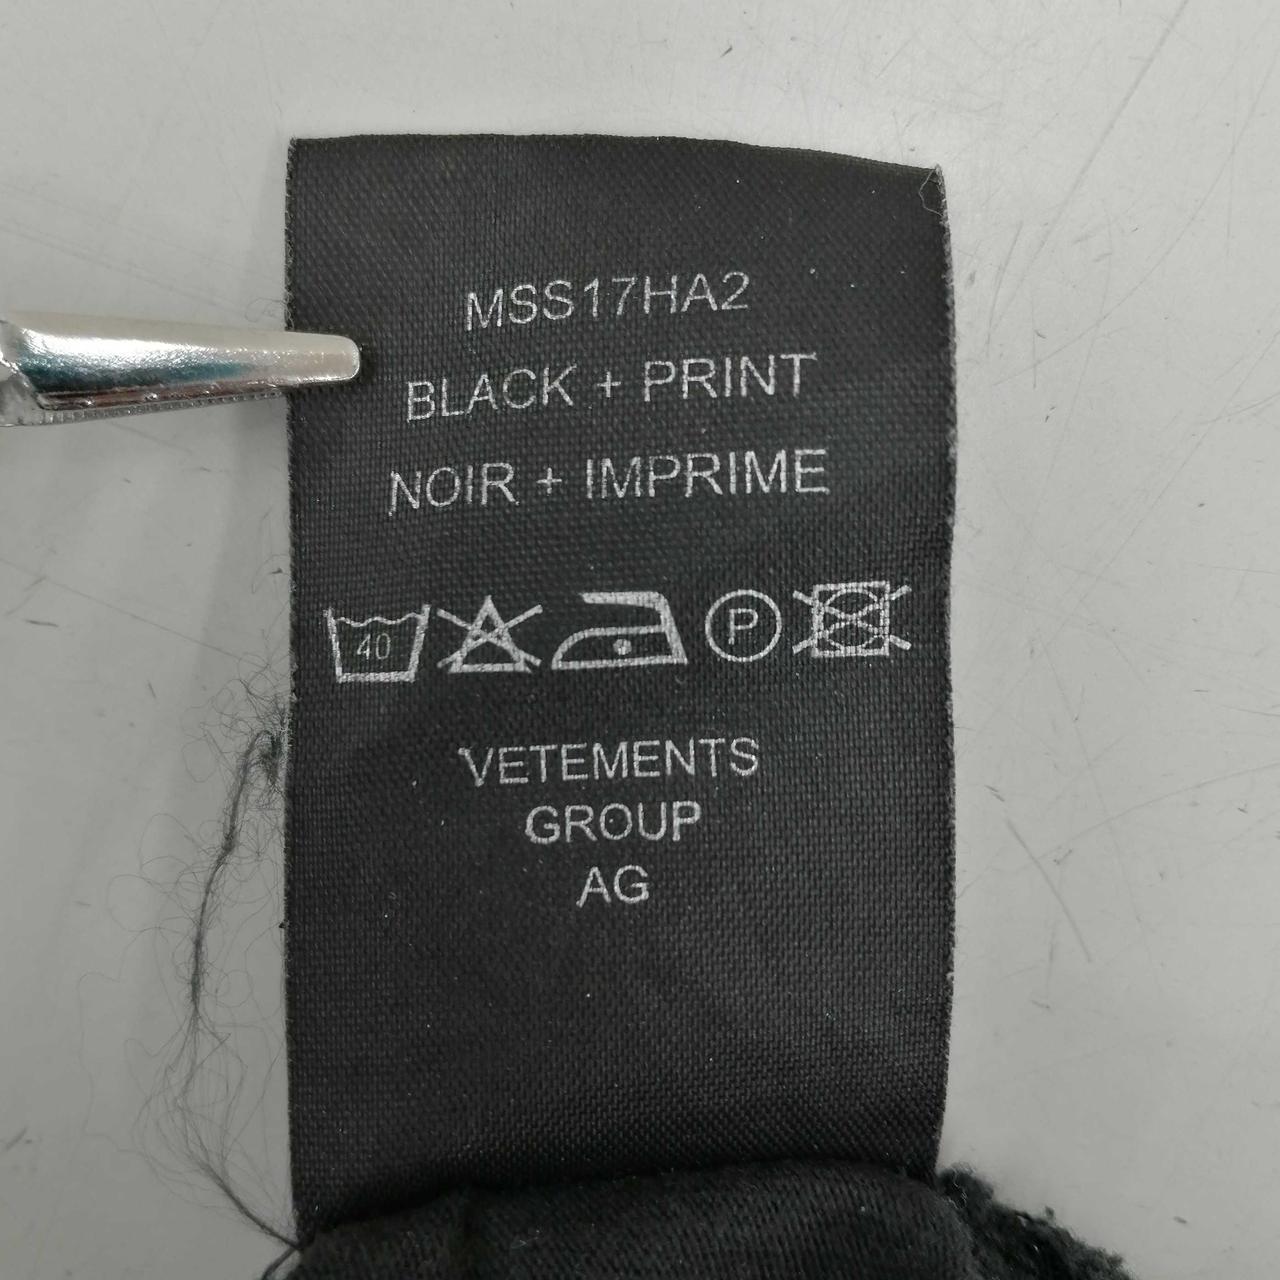 MSS17HA2
BLACK + PRINT
NOIR + IMPRIME
40 P
VETEMENTS
GROUP
AG